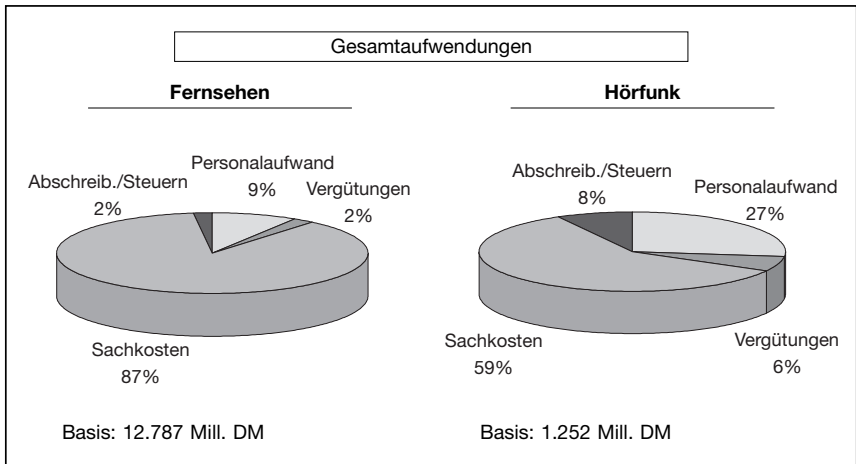 Gesamtaufwendungen
Fernsehen
Abschreib./Steuern
2%
Personalaufwand
9%
Vergütungen
2%
Sachkosten
87%
Basis: 12.787 Mill. DM
Hörfunk
Abschreib./Steuern
8%
Personalaufwand
27%
Sachkosten
59%
Vergütungen
6%
Basis: 1.252 Mill. DM